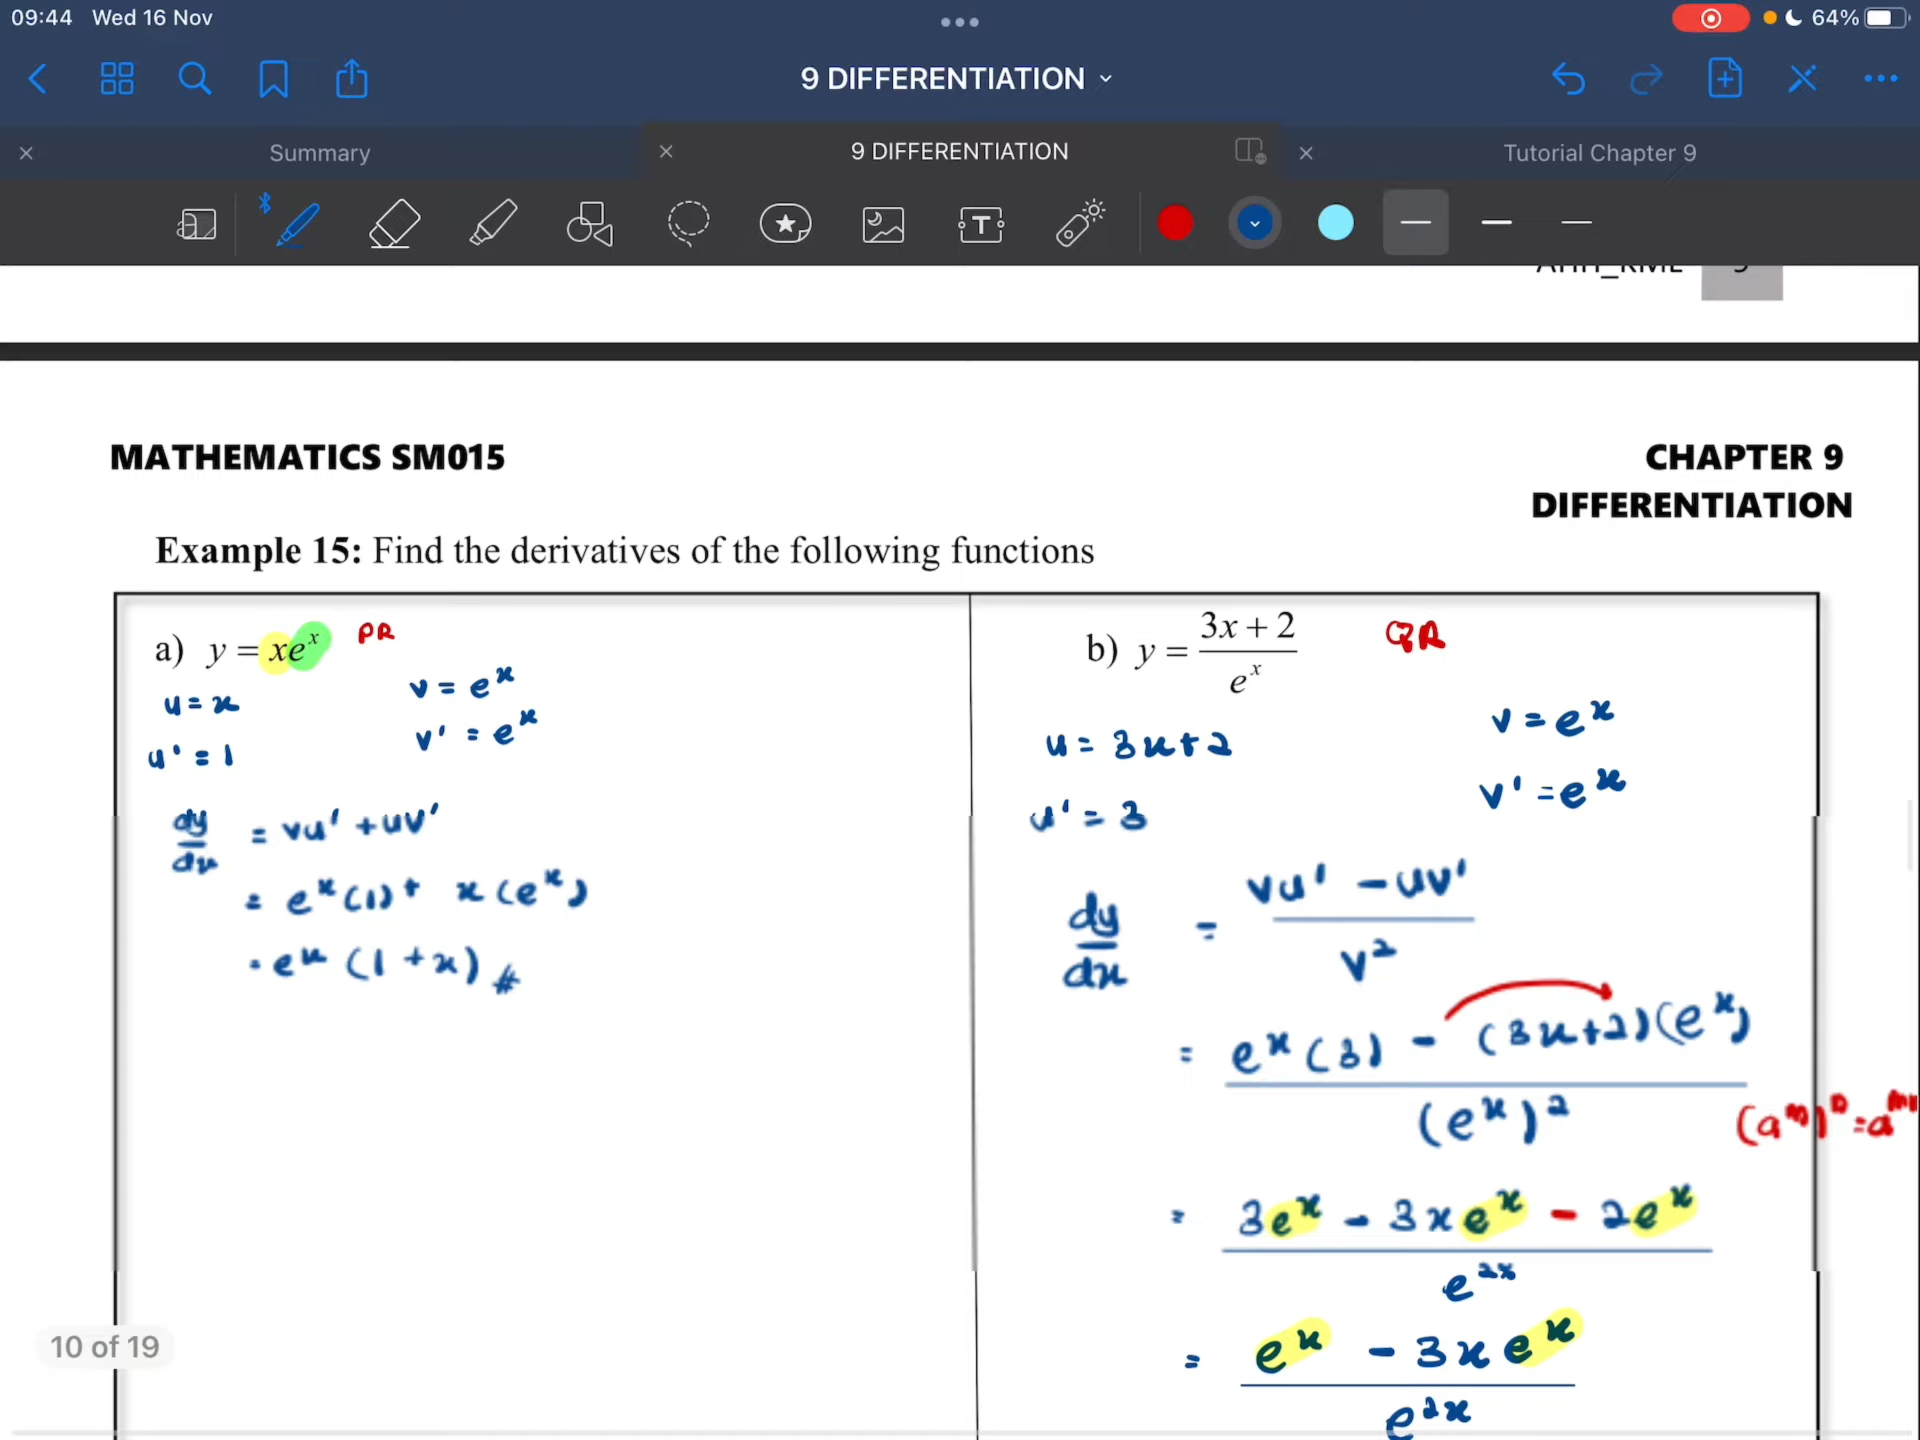 09:44 Wed 16 Nov
64%
9 DIFFERENTIATION
Summary
9 DIFFERENTIATION
Tutorial Chapter 9
MATHEMATICS SM015
CHAPTER 9
DIFFERENTIATION
Example 15: Find the derivatives of the following functions
a) y = xe^x PR
u = x
v = e^x
u' = 1
v' = e^x
dy/dx = vu' + uv'
= e^x (1) + x (e^x)
= e^x (1 + x) #
b) y = (3x + 2)/e^x QR
u = 3x + 2
v = e^x
u' = 3
v' = e^x
dy/dx = (vu' - uv')/v^2
= (e^x (3) - (3x+2)(e^x))/(e^x)^2
(a^m)^n = a^m
= (3e^x - 3xe^x - 2e^x)/e^2x
= (e^x - 3xe^x)/e^2x
10 of 19